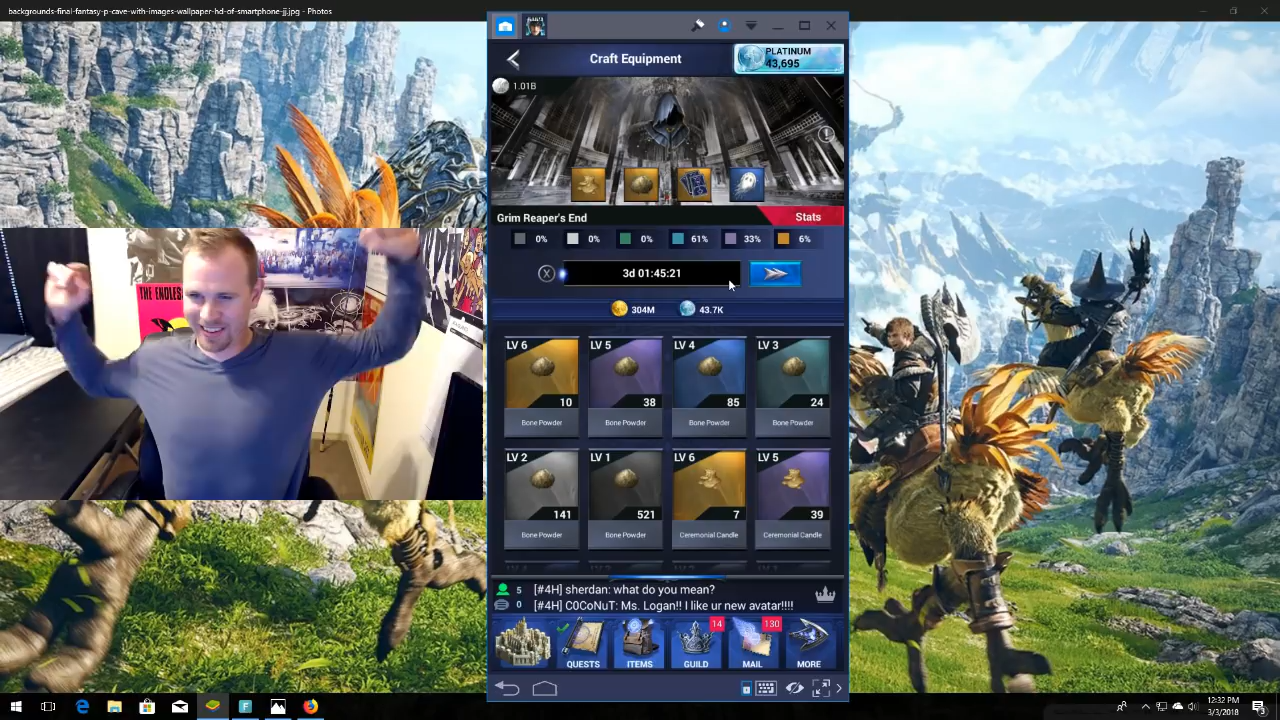 backgrounds-final-fantasy-p-cave-with-images-wallpaper-hd-of-smartphone-jj.jpg - Photos
Craft Equipment
PLATINUM
43,695
1.01B
Grim Reaper's End
Stats
0% 0% 0% 61% 33% 6%
X 3d 01:45:21
304M 43.7K
LV 6 LV 5 LV 4 LV 3
10 38 85 24
Bone Powder Bone Powder Bone Powder Bone Powder
LV 2 LV 1 LV 6 LV 5
141 521 7 39
Bone Powder Bone Powder Ceremonial Candle Ceremonial Candle
5 [#4H] sherdan: what do you mean?
0 [#4H] C0CoNuT: Ms. Logan!! I like ur new avatar!!!!
14 130
QUESTS ITEMS GUILD MAIL MORE
THE ENDLES
12:32 PM
3/3/2018
3